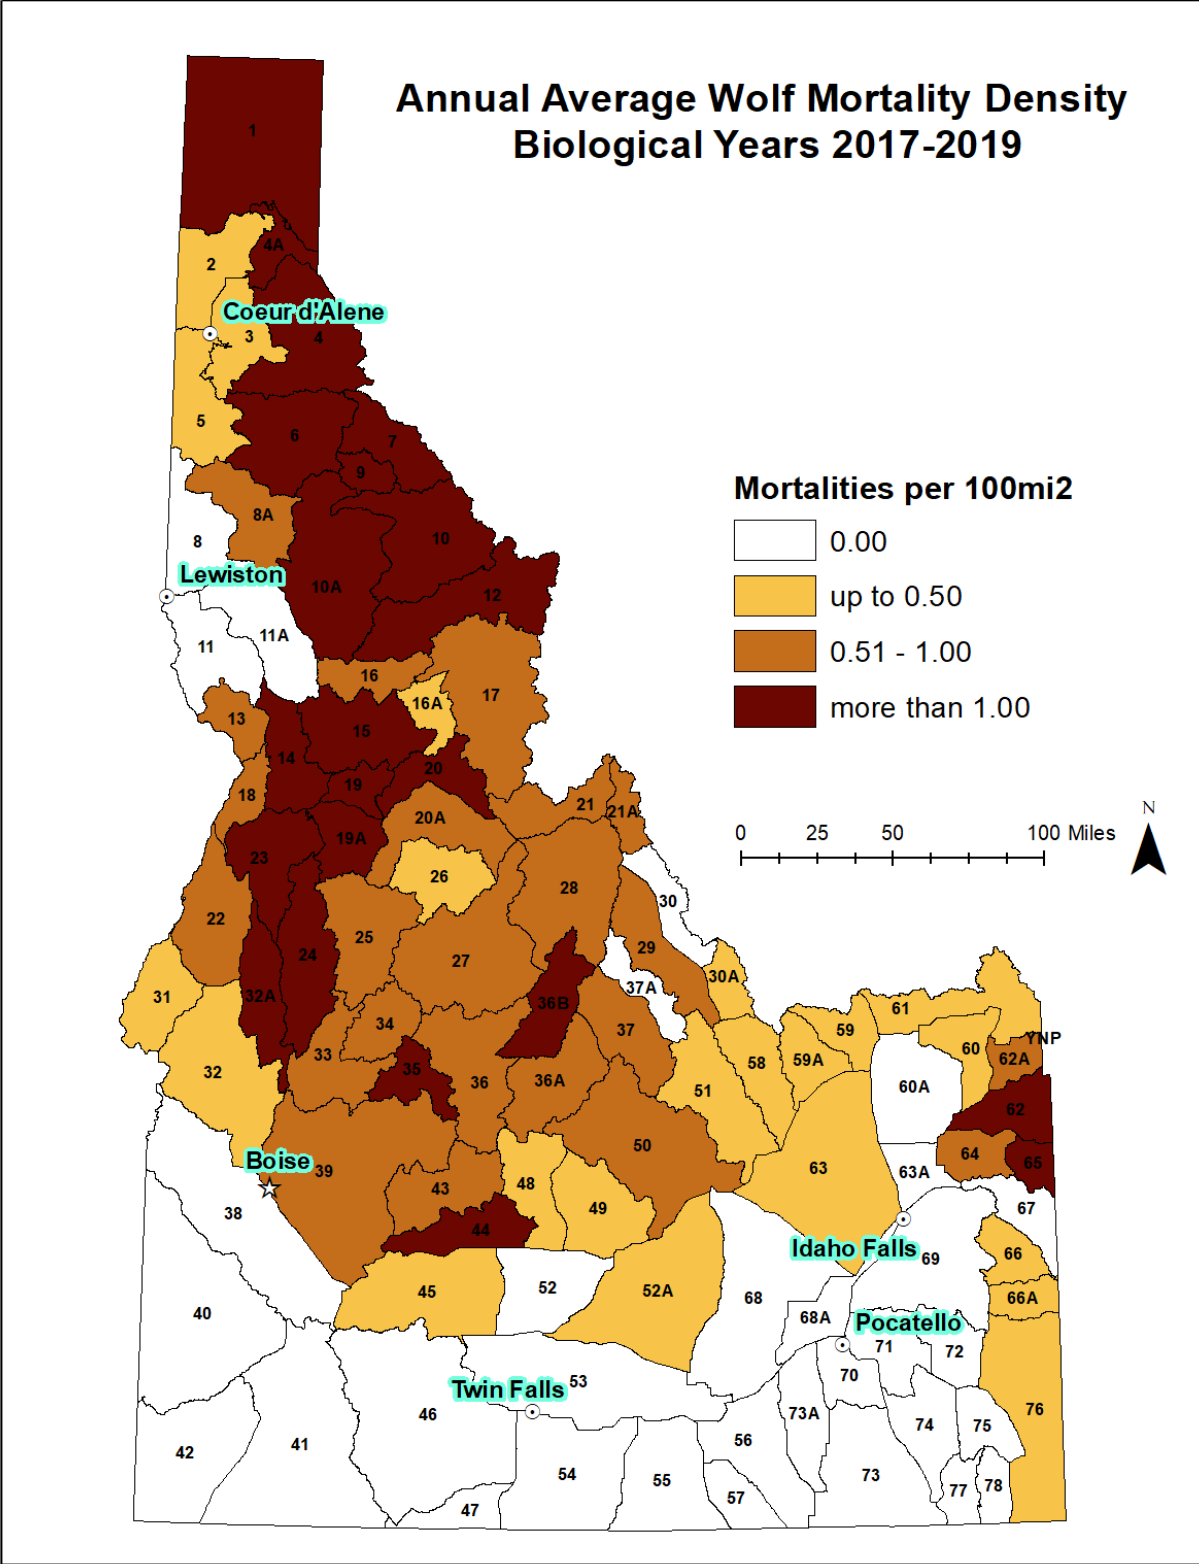 Annual Average Wolf Mortality Density
Biological Years 2017-2019
1
4A
2
Coeur d'Alene
3
4
5
6
7
9
8A
8
10
Lewiston
10A
12
11A
11
16
16A
17
13
15
14
20
19
18
21
21A
20A
19A
23
26
28
30
22
25
24
27
29
30A
37A
31
32A
36B
34
37
33
32
35
36
36A
51
58
59A
59
61
60
YNP
62A
60A
62
50
64
65
63A
63
Boise
39
43
48
49
67
38
44
Idaho Falls
69
66
66A
45
52
52A
68
68A
40
Pocatello
71
72
70
Twin Falls
53
46
73A
74
75
76
56
42
41
54
55
57
73
77
78
47
Mortalities per 100mi2
0.00
up to 0.50
0.51 - 1.00
more than 1.00
N
0 25 50 100 Miles